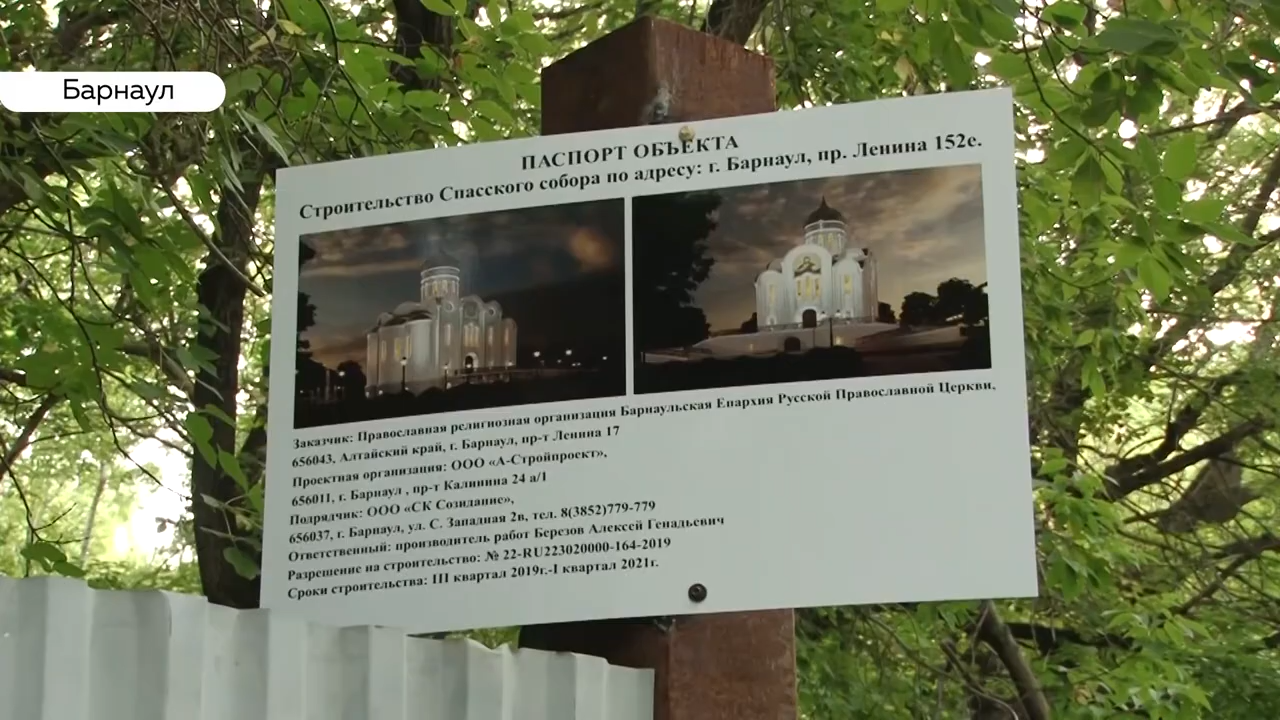 Барнаул
ПАСПОРТ ОБЪЕКТА
Строительство Спасского собора по адресу: г. Барнаул, пр. Ленина 152е.
Заказчик: Православная религиозная организация Барнаульская Епархия Русской Православной Церкви,
656043, Алтайский край, г. Барнаул, пр-т Ленина 17
Проектная организация: ООО «А-Стройпроект»,
656011, г. Барнаул , пр-т Калинина 24 а/1
Подрядчик: ООО «СК Созидание»,
656037, г. Барнаул, ул. С. Западная 2в, тел. 8(3852)779-779
Ответственный: производитель работ Березов Алексей Генадьевич
Разрешение на строительство: № 22-RU223020000-164-2019
Сроки строительства: III квартал 2019г.-I квартал 2021г.